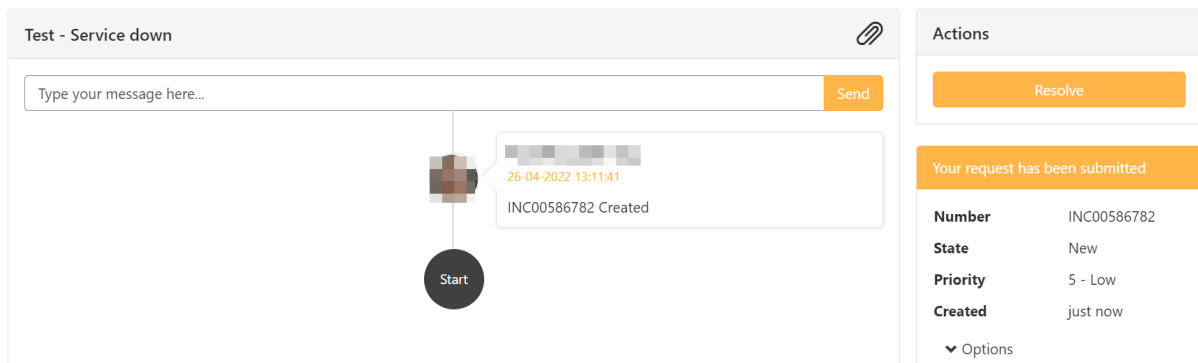 Test - Service down
Type your message here...
Send
26-04-2022 13:11:41
INC00586782 Created
Start
Actions
Resolve
Your request has been submitted
Number INC00586782
State New
Priority 5 - Low
Created just now
Options